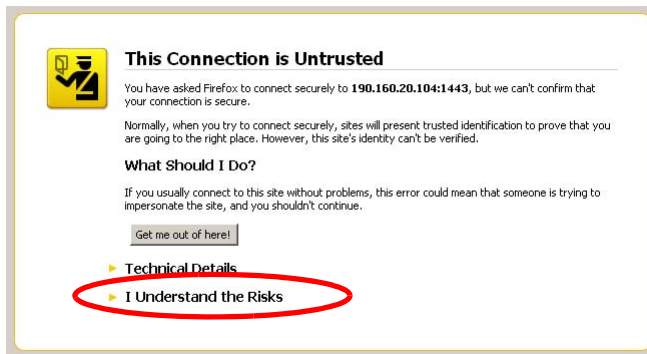 This Connection is Untrusted
You have asked Firefox to connect securely to 190.160.20.104:1443, but we can't confirm that
your connection is secure.
Normally, when you try to connect securely, sites will present trusted identification to prove that you
are going to the right place. However, this site's identity can't be verified.
What Should I Do?
If you usually connect to this site without problems, this error could mean that someone is trying to
impersonate the site, and you shouldn't continue.
Get me out of here!
Technical Details
I Understand the Risks